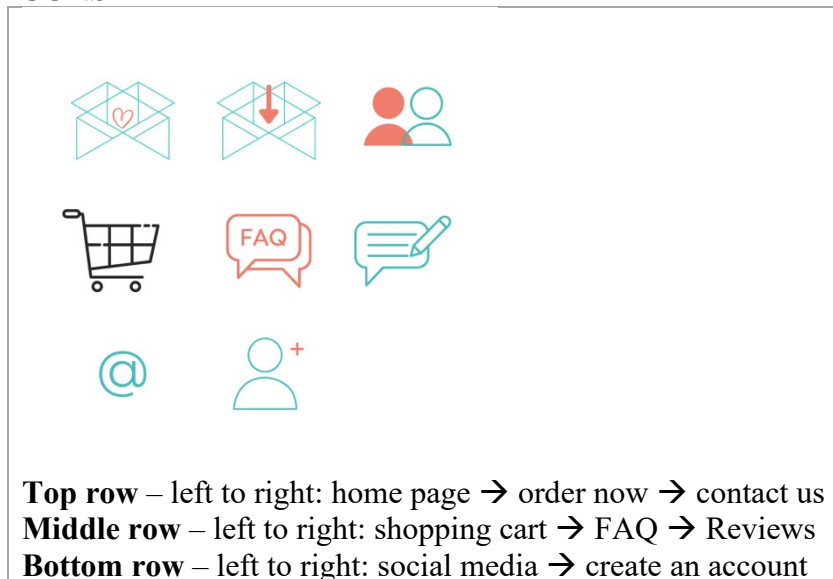 FAQ
@
Top row – left to right: home page → order now → contact us
Middle row – left to right: shopping cart → FAQ → Reviews
Bottom row – left to right: social media → create an account